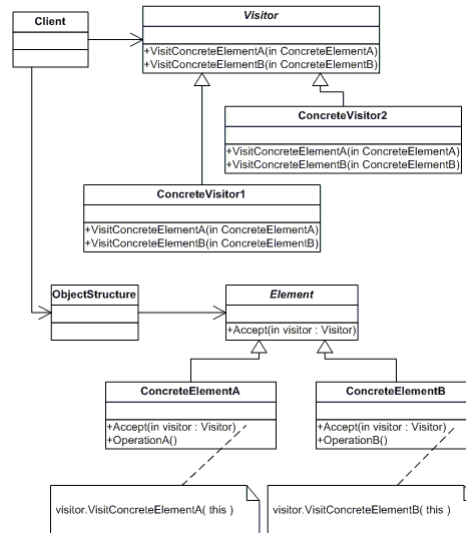 Client
Visitor
+VisitConcreteElementA(in ConcreteElementA)
+VisitConcreteElementB(in ConcreteElementB)
ConcreteVisitor2
+VisitConcreteElementA(in ConcreteElementA)
+VisitConcreteElementB(in ConcreteElementB)
ConcreteVisitor1
+VisitConcreteElementA(in ConcreteElementA)
+VisitConcreteElementB(in ConcreteElementB)
ObjectStructure
Element
+Accept(in visitor : Visitor)
ConcreteElementA
+Accept(in visitor : Visitor)
+OperationA()
ConcreteElementB
+Accept(in visitor : Visitor)
+OperationB()
visitor.VisitConcreteElementA( this )
visitor.VisitConcreteElementB( this )